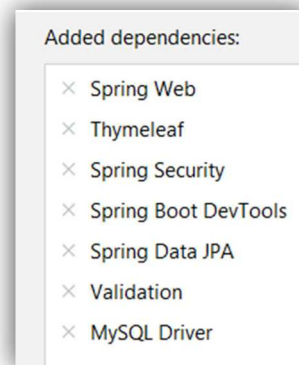 Added dependencies:
Spring Web
Thymeleaf
Spring Security
Spring Boot DevTools
Spring Data JPA
Validation
MySQL Driver